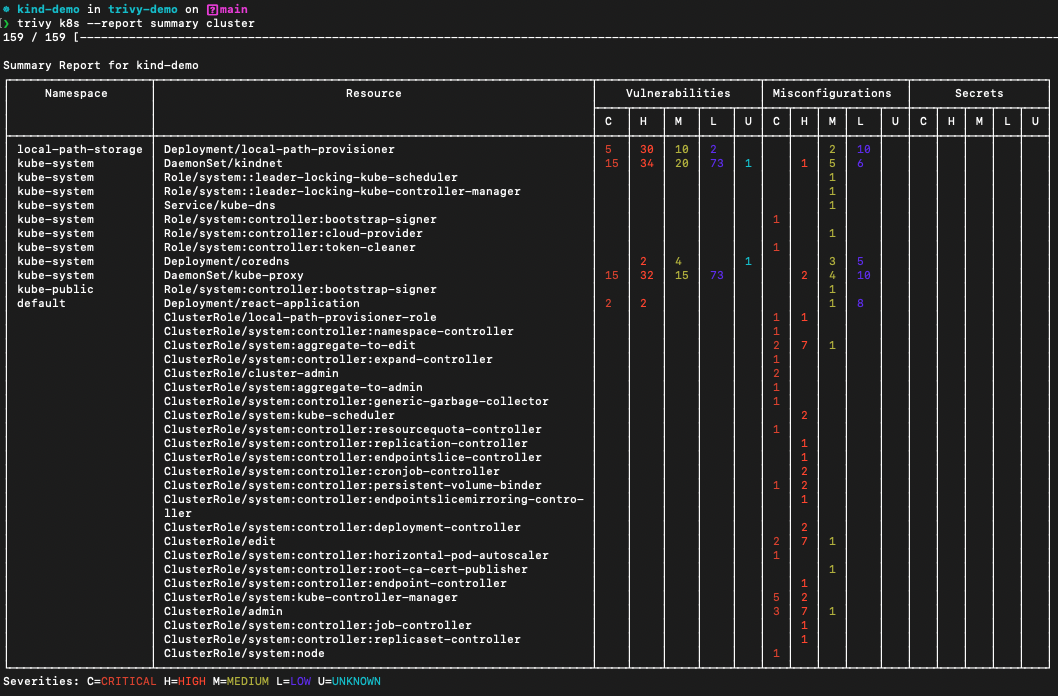 kind-demo in trivy-demo on main
❯ trivy k8s --report summary cluster
159 / 159 [----------
Summary Report for kind-demo
Namespace Resource Vulnerabilities Misconfigurations Secrets
C H M L U C H M L U C H M L U
local-path-storage Deployment/local-path-provisioner 5 30 10 2 2 10
kube-system DaemonSet/kindnet 15 34 20 73 1 1 5 6
kube-system Role/system::leader-locking-kube-scheduler 1
kube-system Role/system::leader-locking-kube-controller-manager 1
kube-system Service/kube-dns 1
kube-system Role/system:controller:bootstrap-signer 1
kube-system Role/system:controller:cloud-provider 1
kube-system Role/system:controller:token-cleaner 1
kube-system Deployment/coredns 2 4 1 3 5
kube-system DaemonSet/kube-proxy 15 32 15 73 2 4 10
kube-public Role/system:controller:bootstrap-signer 1
default Deployment/react-application 2 2 1 8
ClusterRole/local-path-provisioner-role 1 1
ClusterRole/system:controller:namespace-controller 1
ClusterRole/system:aggregate-to-edit 2 7 1
ClusterRole/system:controller:expand-controller 1
ClusterRole/cluster-admin 2
ClusterRole/system:aggregate-to-admin 1
ClusterRole/system:controller:generic-garbage-collector 1
ClusterRole/system:kube-scheduler 2
ClusterRole/system:controller:resourcequota-controller 1
ClusterRole/system:controller:replication-controller 1
ClusterRole/system:controller:endpointslice-controller 1
ClusterRole/system:controller:cronjob-controller 2
ClusterRole/system:controller:persistent-volume-binder 1 2
ClusterRole/system:controller:endpointslicemirroring-contro- 1
ller
ClusterRole/system:controller:deployment-controller 2
ClusterRole/edit 2 7 1
ClusterRole/system:controller:horizontal-pod-autoscaler 1
ClusterRole/system:controller:root-ca-cert-publisher 1
ClusterRole/system:controller:endpoint-controller 1
ClusterRole/system:kube-controller-manager 5 2
ClusterRole/admin 3 7 1
ClusterRole/system:controller:job-controller 1
ClusterRole/system:controller:replicaset-controller 1
ClusterRole/system:node 1
Severities: C=CRITICAL H=HIGH M=MEDIUM L=LOW U=UNKNOWN